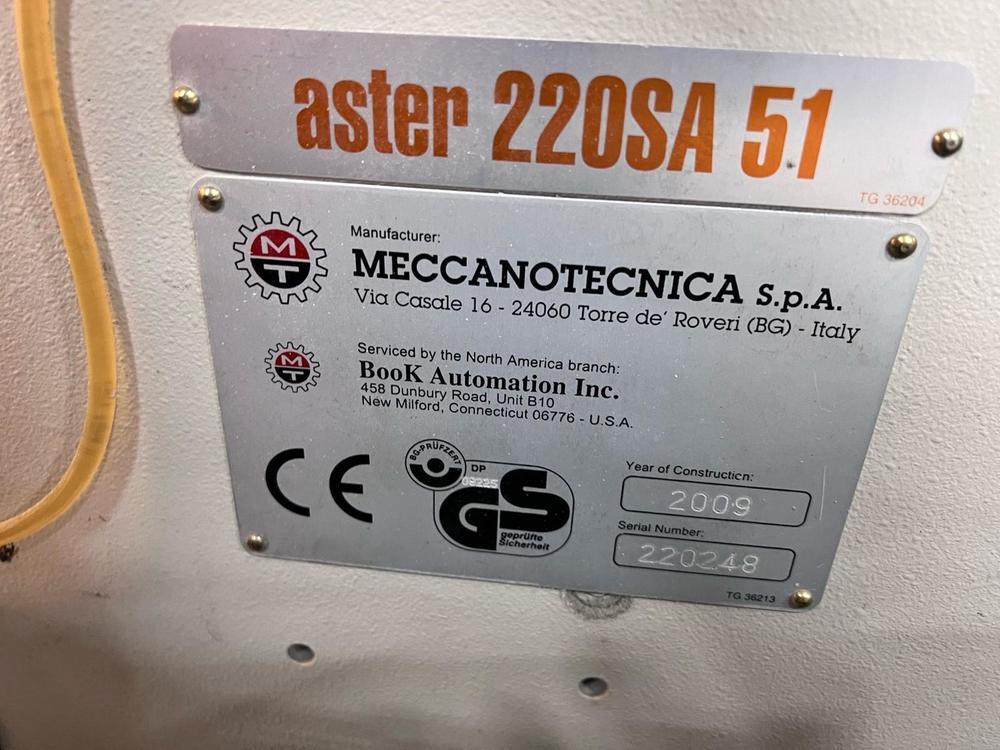 aster 220SA 51
TG 36204
M
MT
Manufacturer:
MECCANOTECNICA s.p.A.
Via Casale 16 - 24060 Torre de' Roveri (BG) - Italy
M
MT
Serviced by the North America branch:
BooK Automation Inc.
458 Dunbury Road, Unit B10
New Milford, Connecticut 06776 - U.S.A.
CE
BG-PRÜFZERT
DP
GS
geprüfte
Sicherheit
Year of Construction:
2009
Serial Number:
220248
TG 36213